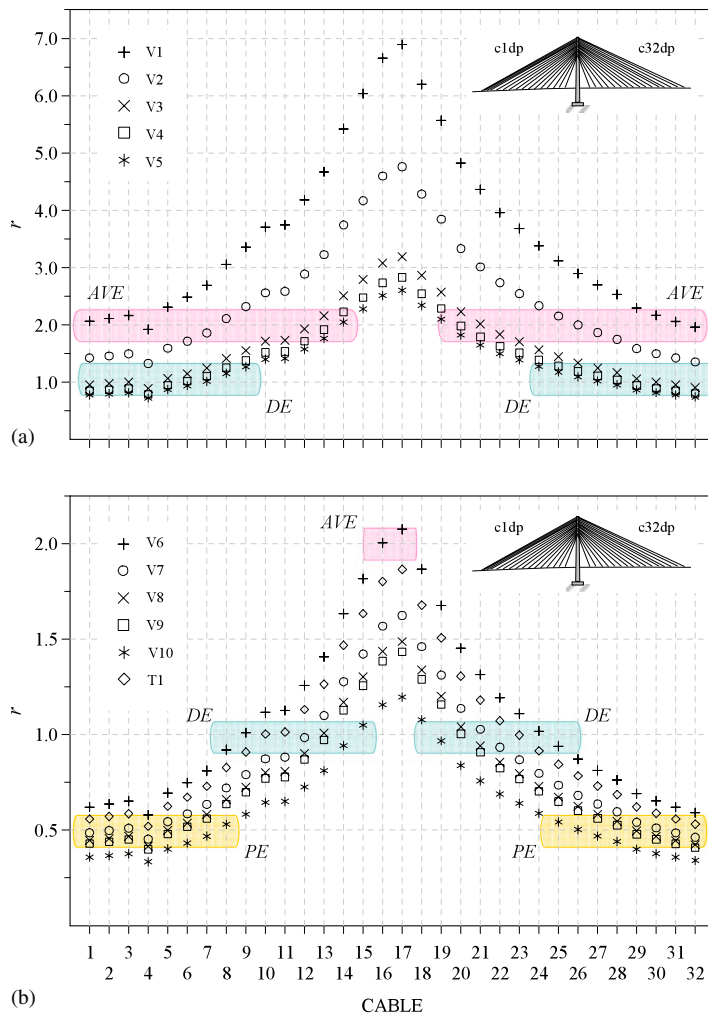 7.0
6.0
5.0
4.0
3.0
2.0
1.0
r
V1
V2
V3
V4
V5
c1dp
c32dp
AVE
AVE
DE
DE
(a)
2.0
1.5
1.0
0.5
r
V6
V7
V8
V9
V10
T1
c1dp
c32dp
AVE
DE
DE
PE
PE
1 3 5 7 9 11 13 15 17 19 21 23 25 27 29 31
2 4 6 8 10 12 14 16 18 20 22 24 26 28 30 32
(b)
CABLE